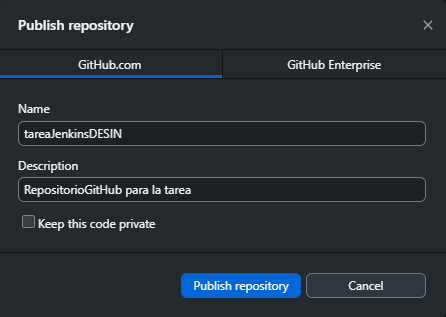 Publish repository
GitHub.com
GitHub Enterprise
Name
tareaJenkinsDESIN
Description
RepositorioGitHub para la tarea
Keep this code private
Publish repository
Cancel